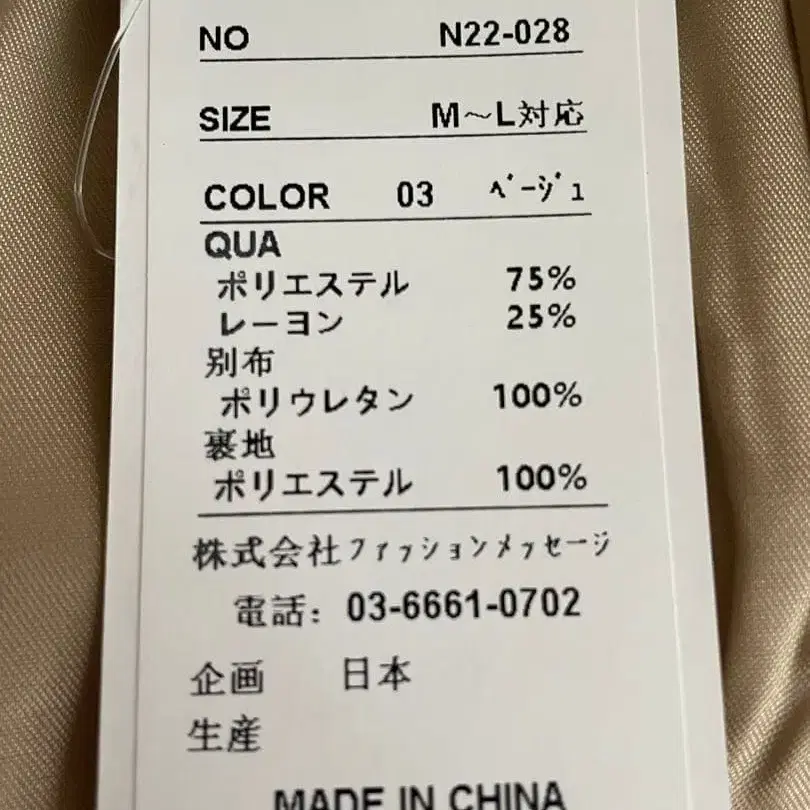 NO N22-028
SIZE M～L対応
COLOR 03 ﾍﾞｰｼﾞｭ
QUA
ポリエステル 75%
レーヨン 25%
別布
ポリウレタン 100%
裏地
ポリエステル 100%
株式会社ﾌｧｯｼｮﾝﾒｯｾｰｼﾞ
電話：03-6661-0702
企画 日本
生産
MADE IN CHINA